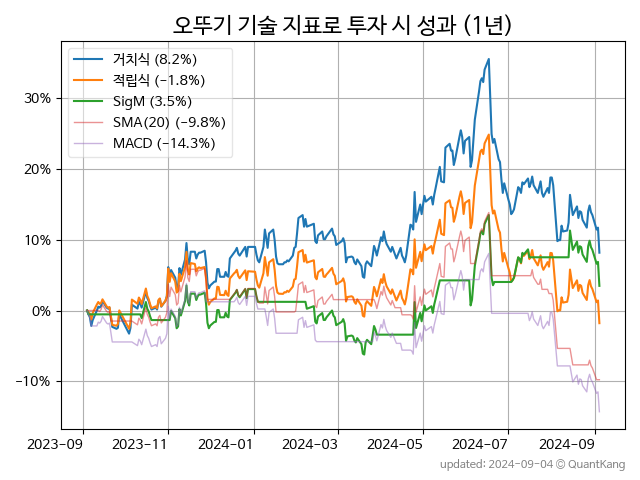 오뚜기 기술 지표로 투자 시 성과 (1년)
거치식 (8.2%)
적립식 (−1.8%)
SigM (3.5%)
SMA(20) (−9.8%)
MACD (−14.3%)
30%
20%
10%
0%
−10%
2023−09 2023−11 2024−01 2024−03 2024−05 2024−07 2024−09
updated: 2024−09−04 © QuantKang